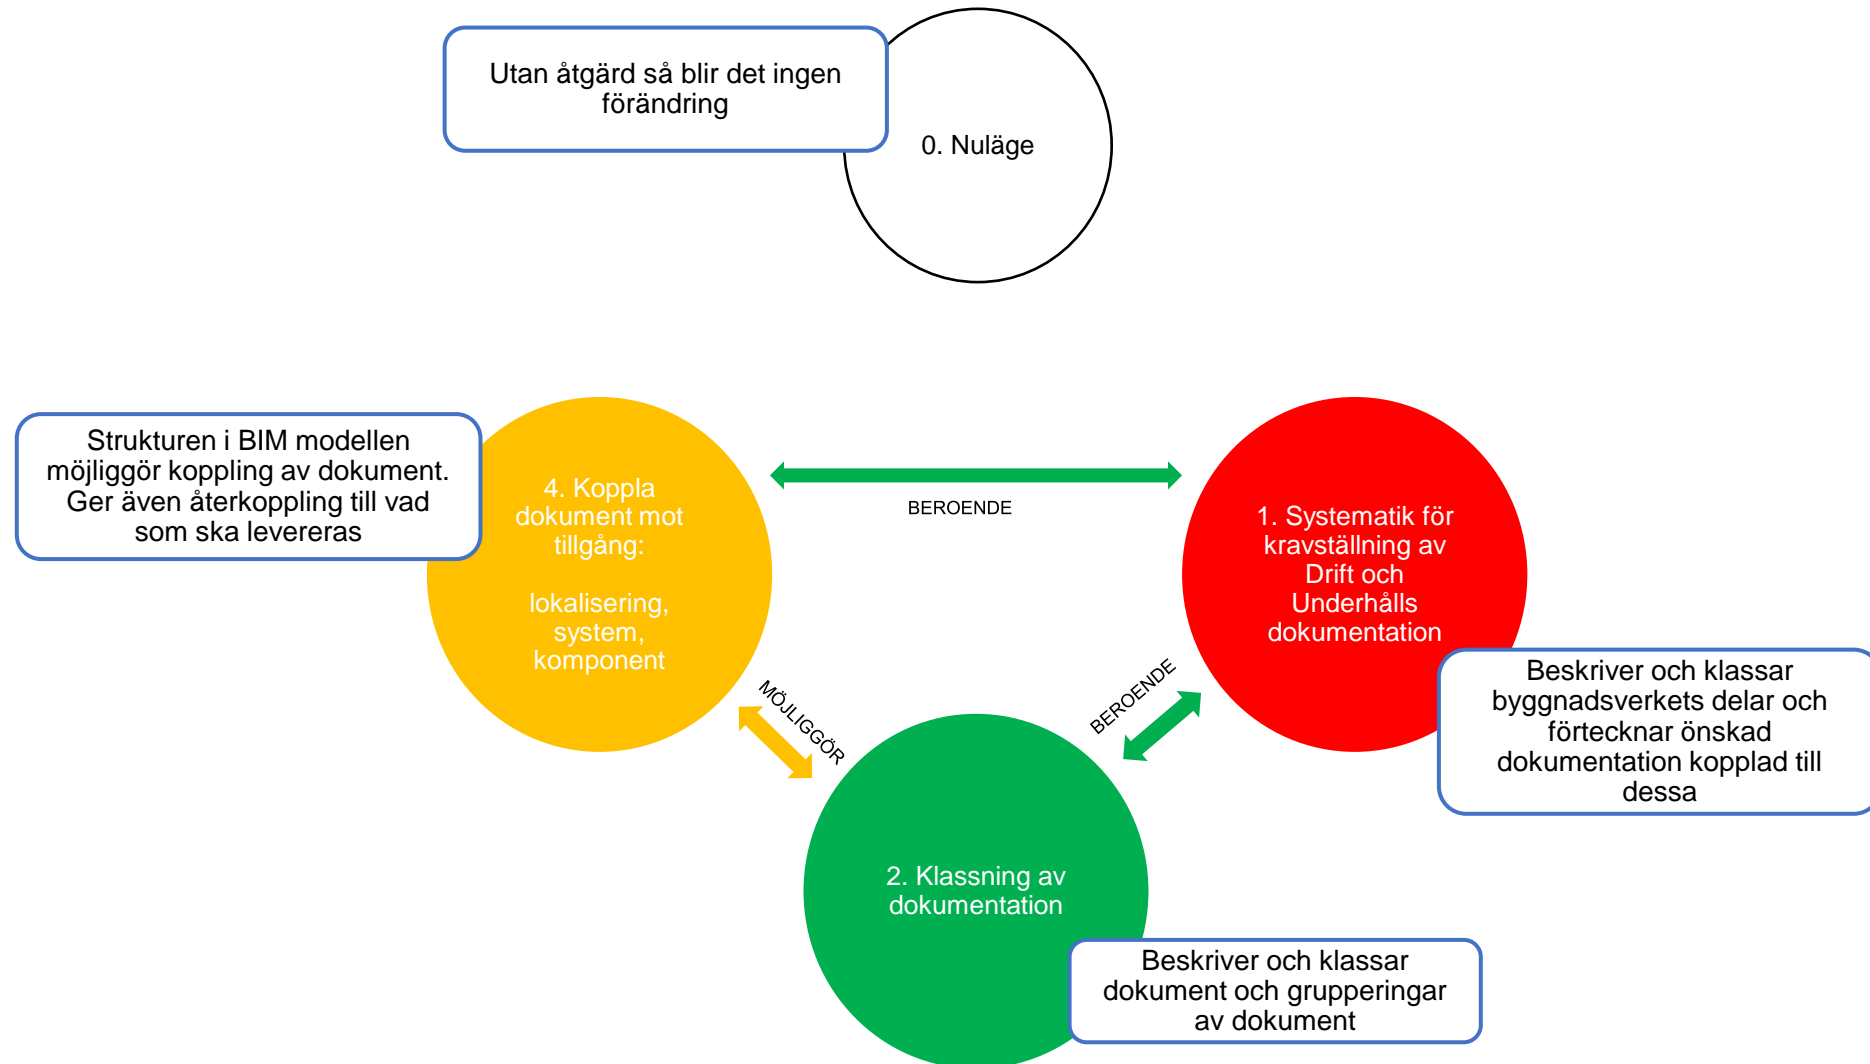 Utan åtgärd så blir det ingen
förändring
0. Nuläge
Strukturen i BIM modellen
möjliggör koppling av dokument.
Ger även återkoppling till vad
som ska levereras
4. Koppla
dokument mot
tillgång:
lokalisering,
system,
komponent
BEROENDE
1. Systematik för
kravställning av
Drift och
Underhålls
dokumentation
Beskriver och klassar
byggnadsverkets delar och
förtecknar önskad
dokumentation kopplad till
dessa
MÖJLIGGÖR
BEROENDE
2. Klassning av
dokumentation
Beskriver och klassar
dokument och grupperingar
av dokument